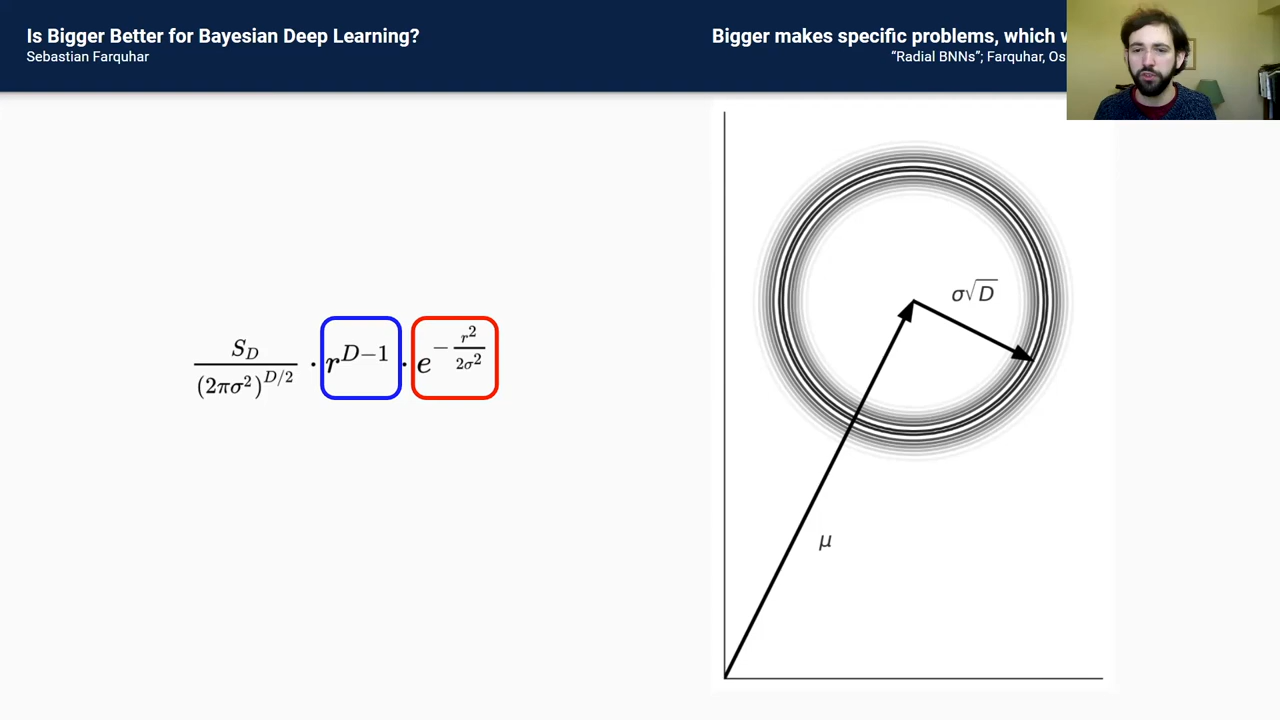 Is Bigger Better for Bayesian Deep Learning?
Sebastian Farquhar
Bigger makes specific problems, which
“Radial BNNs”; Farquhar, Os
S_D / (2πσ²)^{D/2} · r^{D−1} · e^{−r²/2σ²}
σ√D
μ